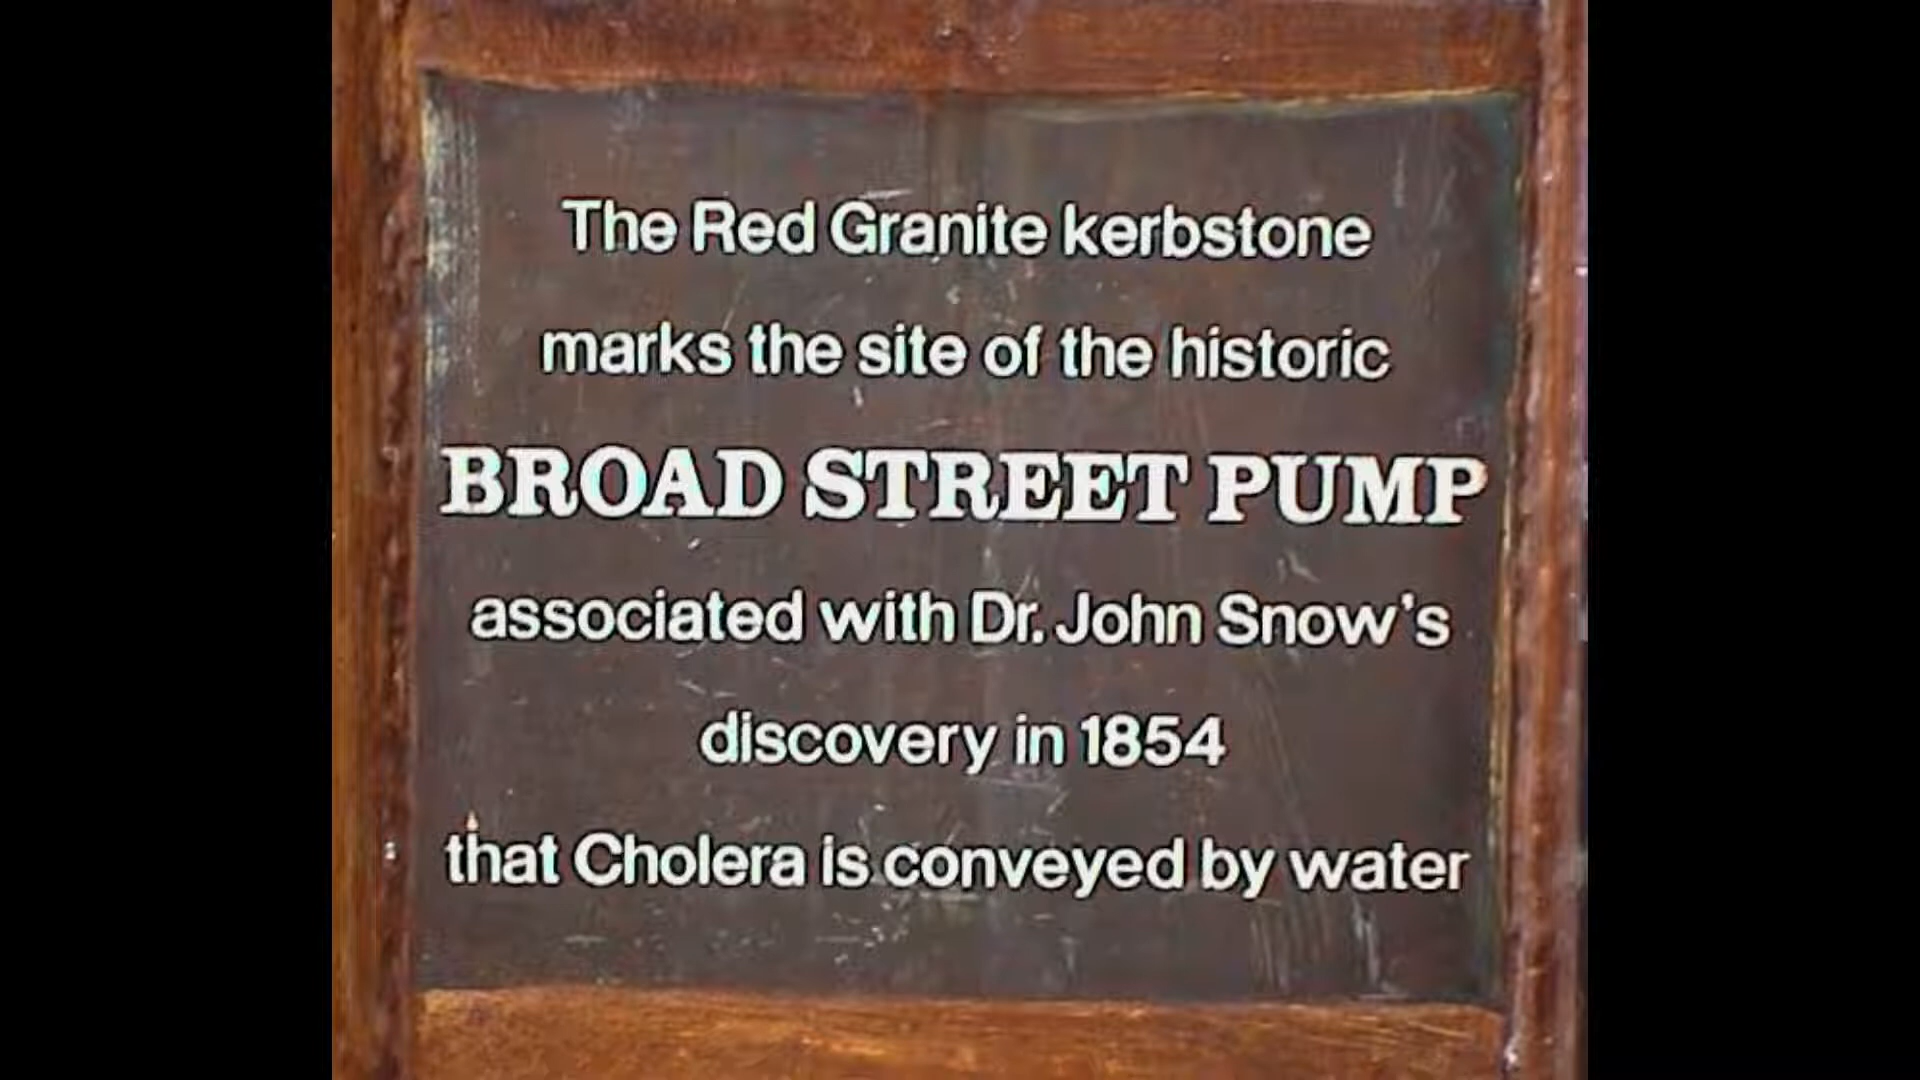 The Red Granite kerbstone
marks the site of the historic
BROAD STREET PUMP
associated with Dr. John Snow's
discovery in 1854
that Cholera is conveyed by water